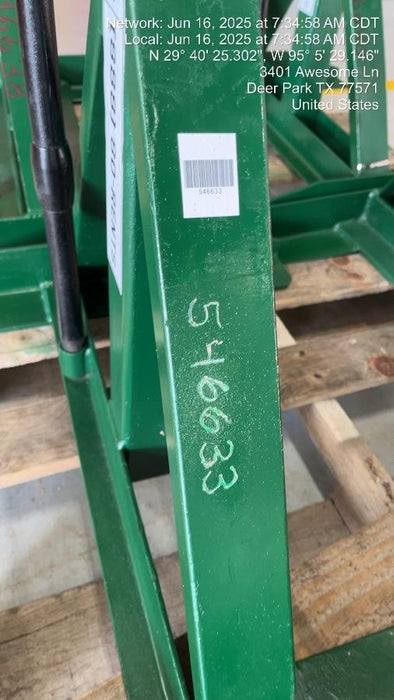 Network: Jun 16, 2025 at 7:34:58 AM CDT
Local: Jun 16, 2025 at 7:34:58 AM CDT
N 29° 40' 25.302", W 95° 5' 29.146"
3401 Awesome Ln
Deer Park TX 77571
United States
546633
546633